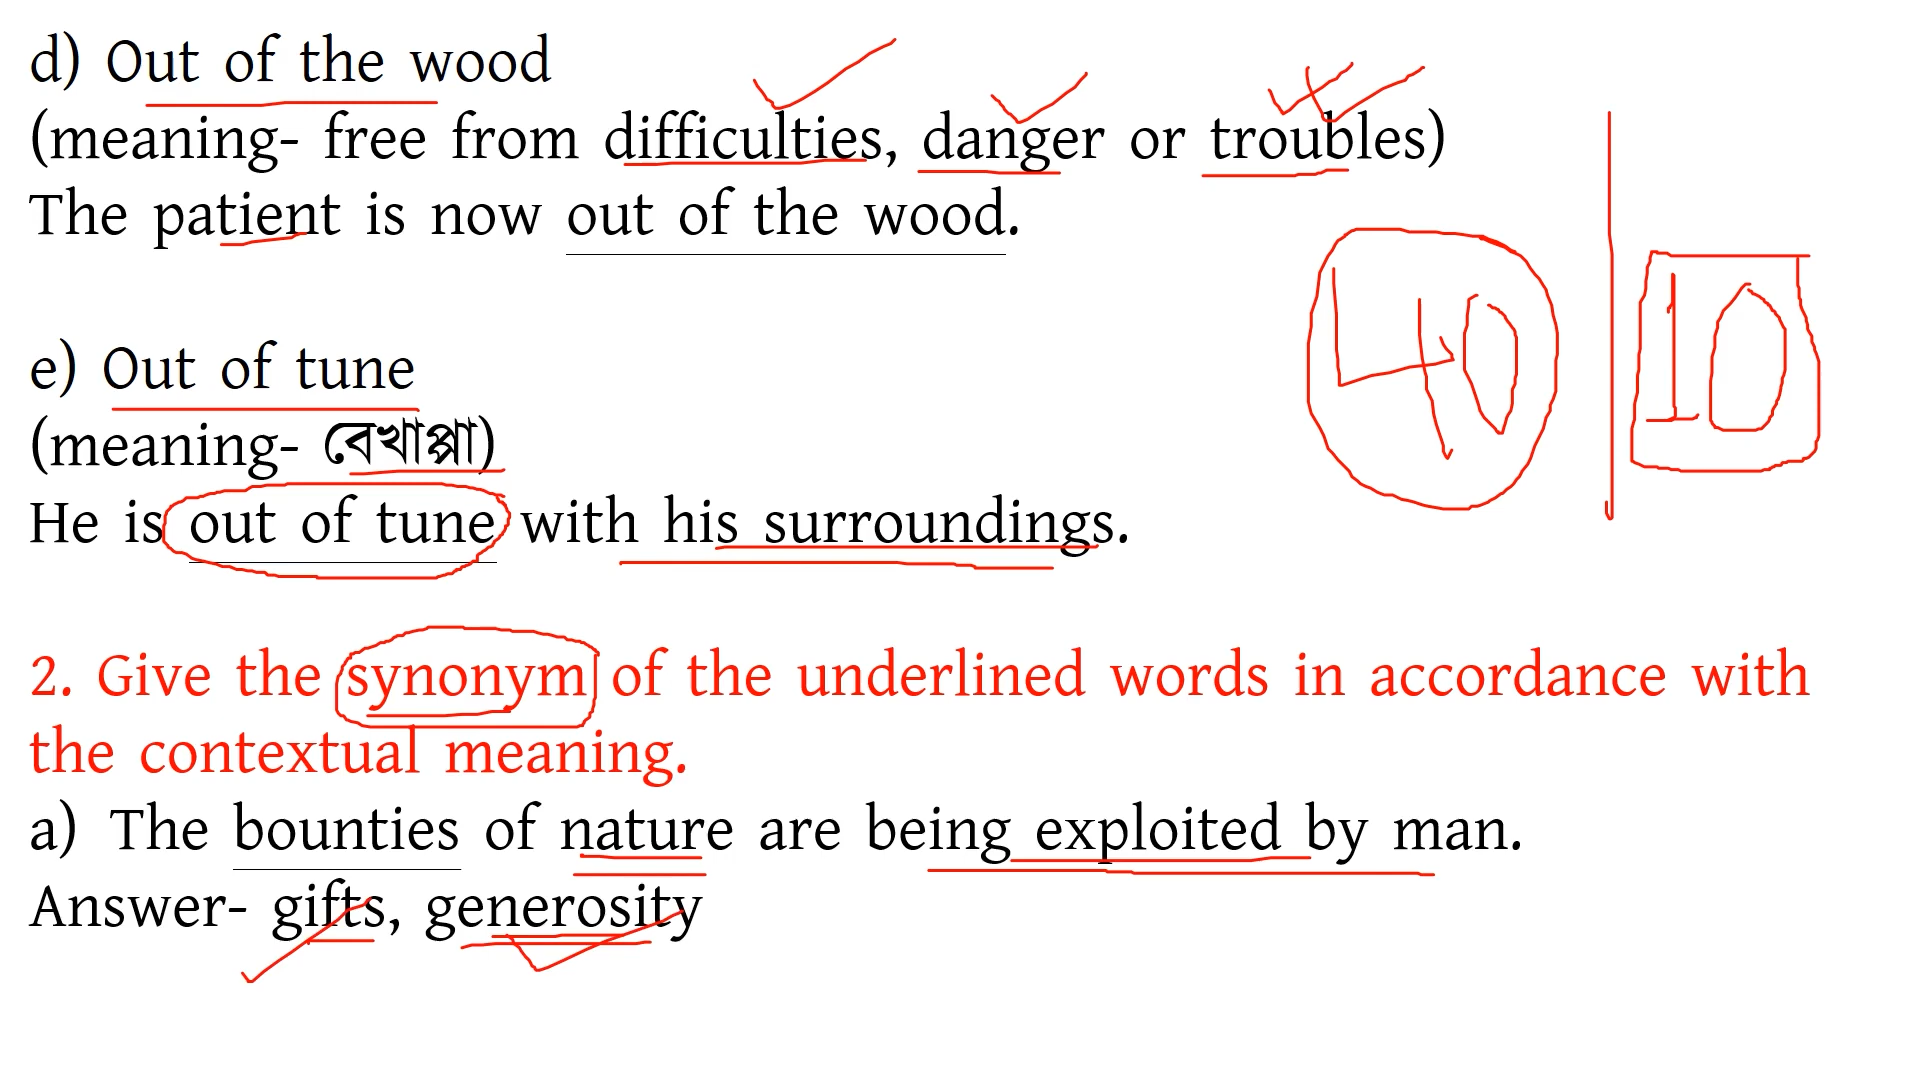 d) Out of the wood
(meaning- free from difficulties, danger or troubles)
The patient is now out of the wood.
40
10
e) Out of tune
(meaning- বেখাপ্পা)
He is out of tune with his surroundings.
2. Give the synonym of the underlined words in accordance with
the contextual meaning.
a) The bounties of nature are being exploited by man.
Answer- gifts, generosity